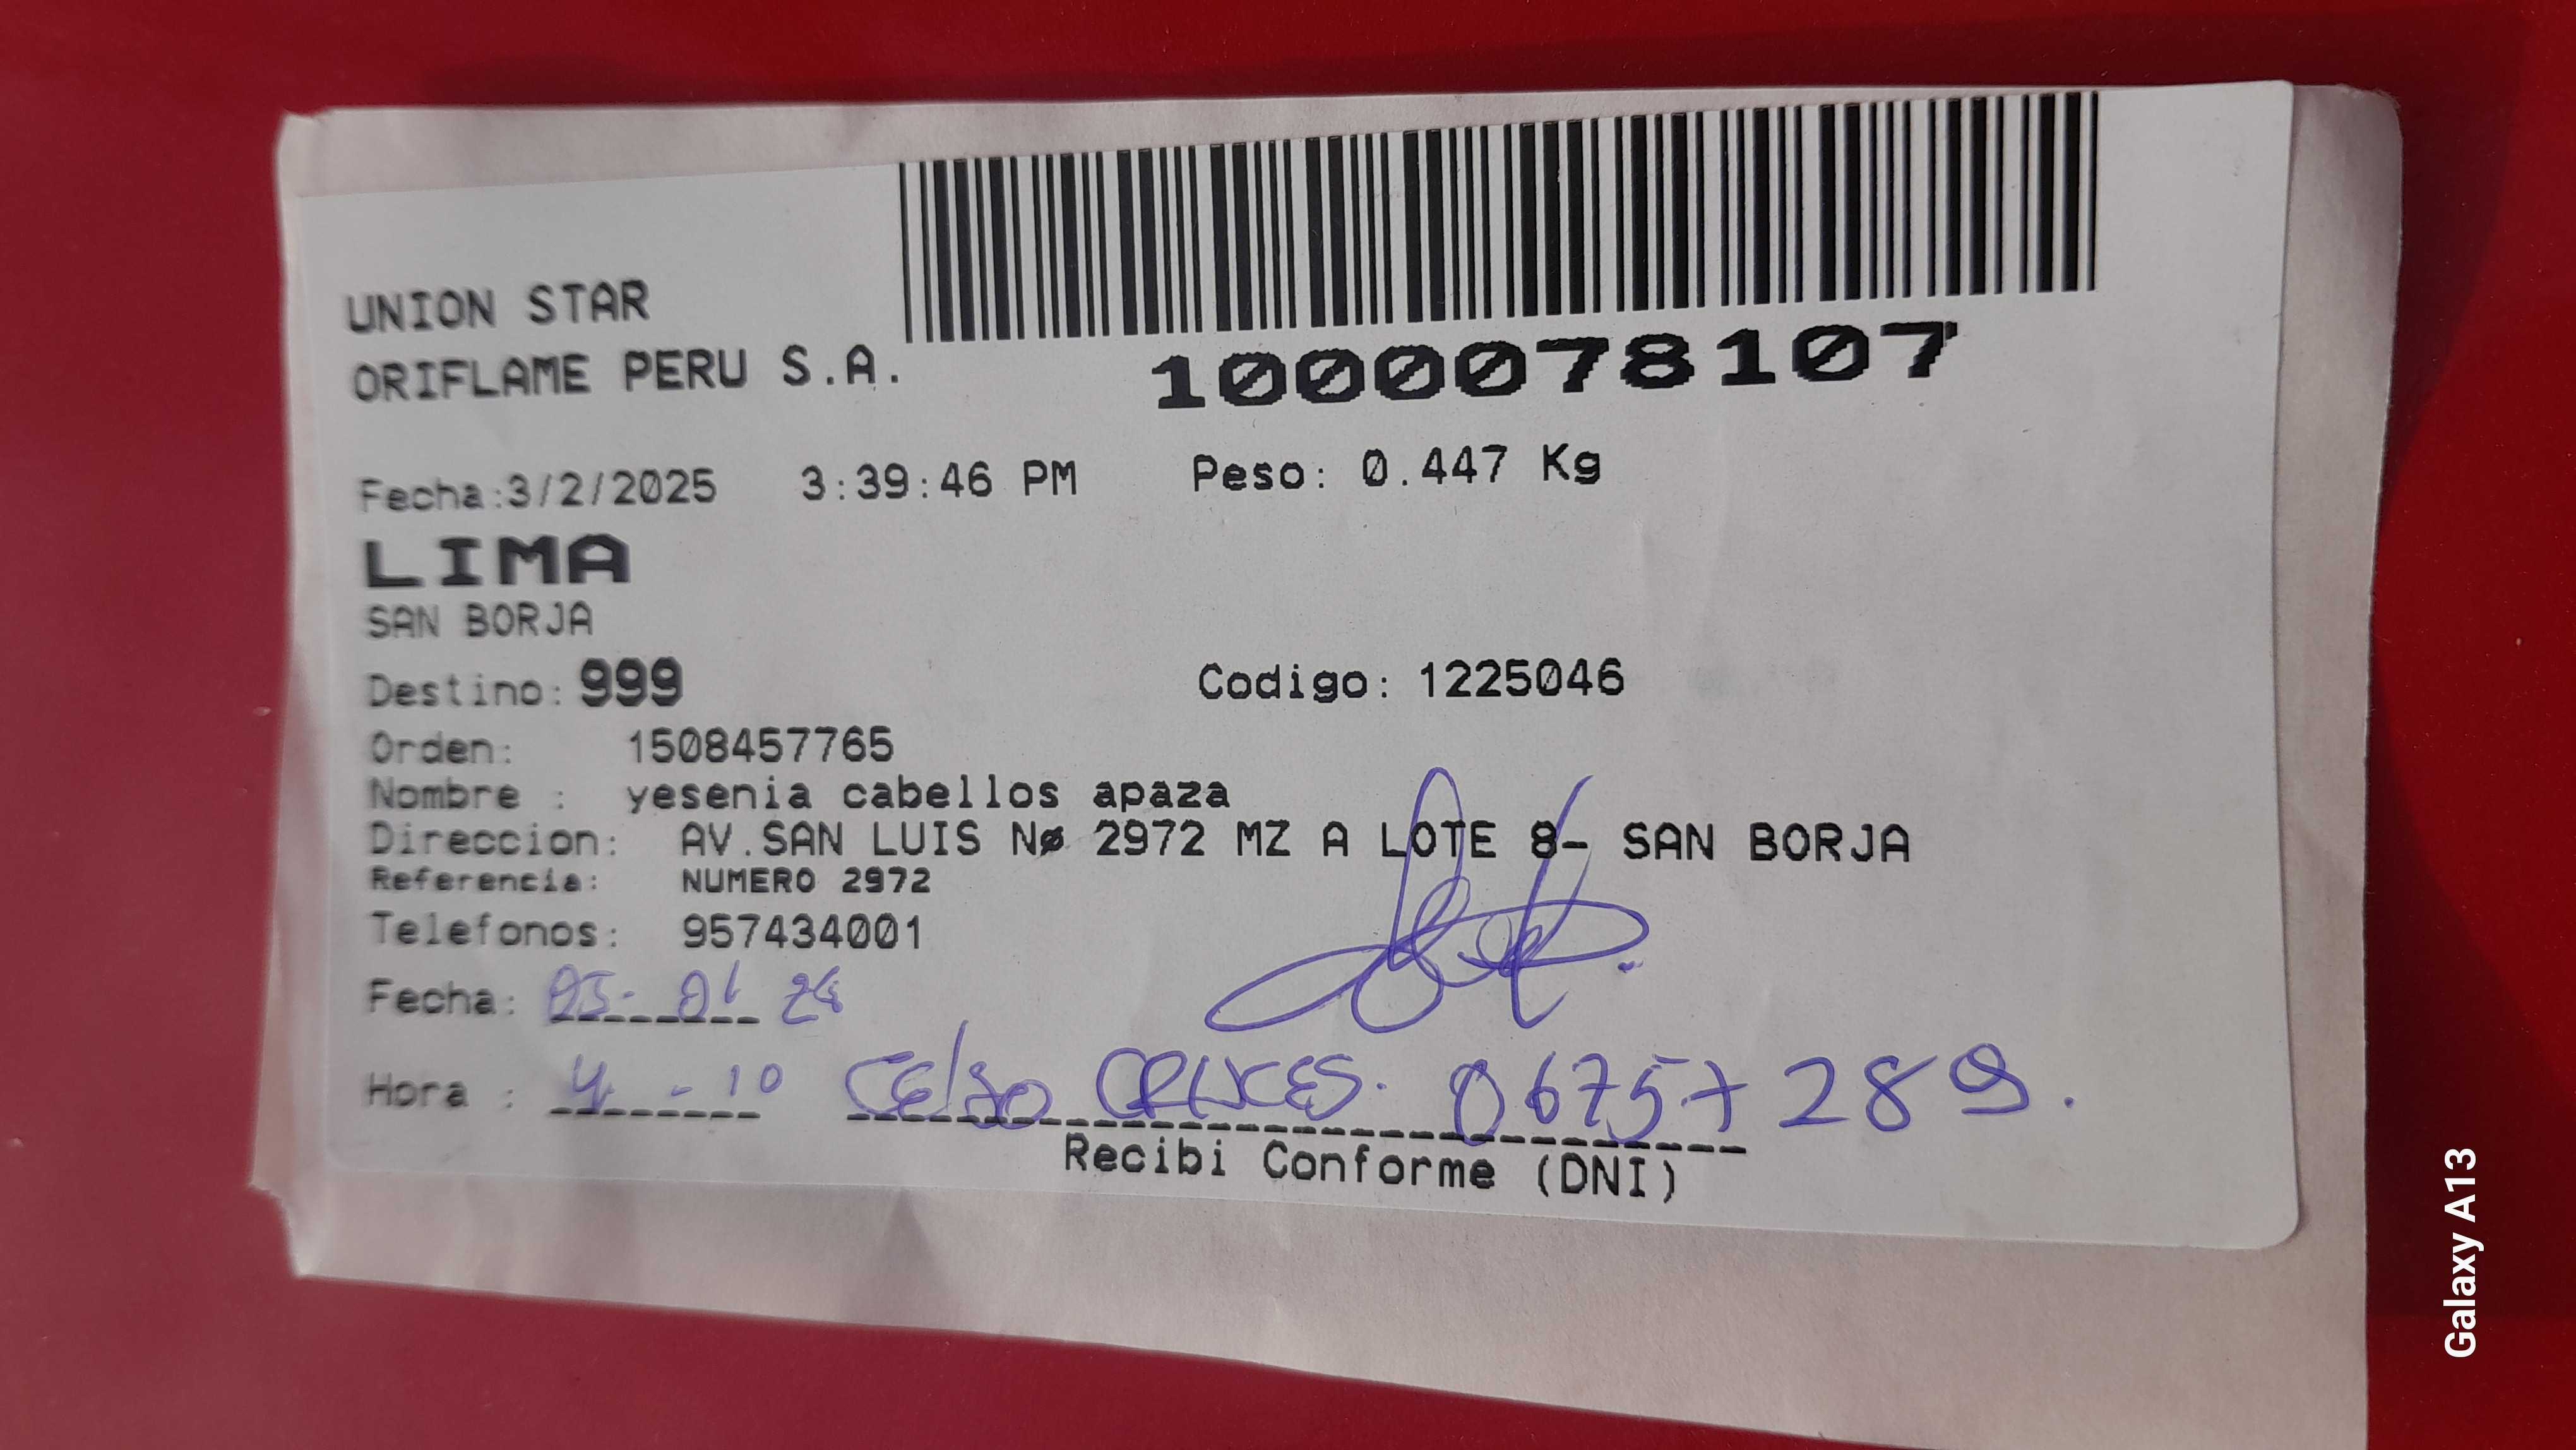 UNION STAR
ORIFLAME PERU S.A.
1000078107
Fecha:3/2/2025 3:39:46 PM Peso: 0.447 Kg
LIMA
SAN BORJA
Destino: 999 Codigo: 1225046
Orden: 1508457765
Nombre : yesenia cabellos apaza
Direccion: AV.SAN LUIS Nø 2972 MZ A LOTE 8- SAN BORJA
Referencia: NUMERO 2972
Telefonos: 957434001
Fecha:
Hora : 4 - 10 Celso CRUCES. 06757289.
Recibi Conforme (DNI)
Galaxy A13